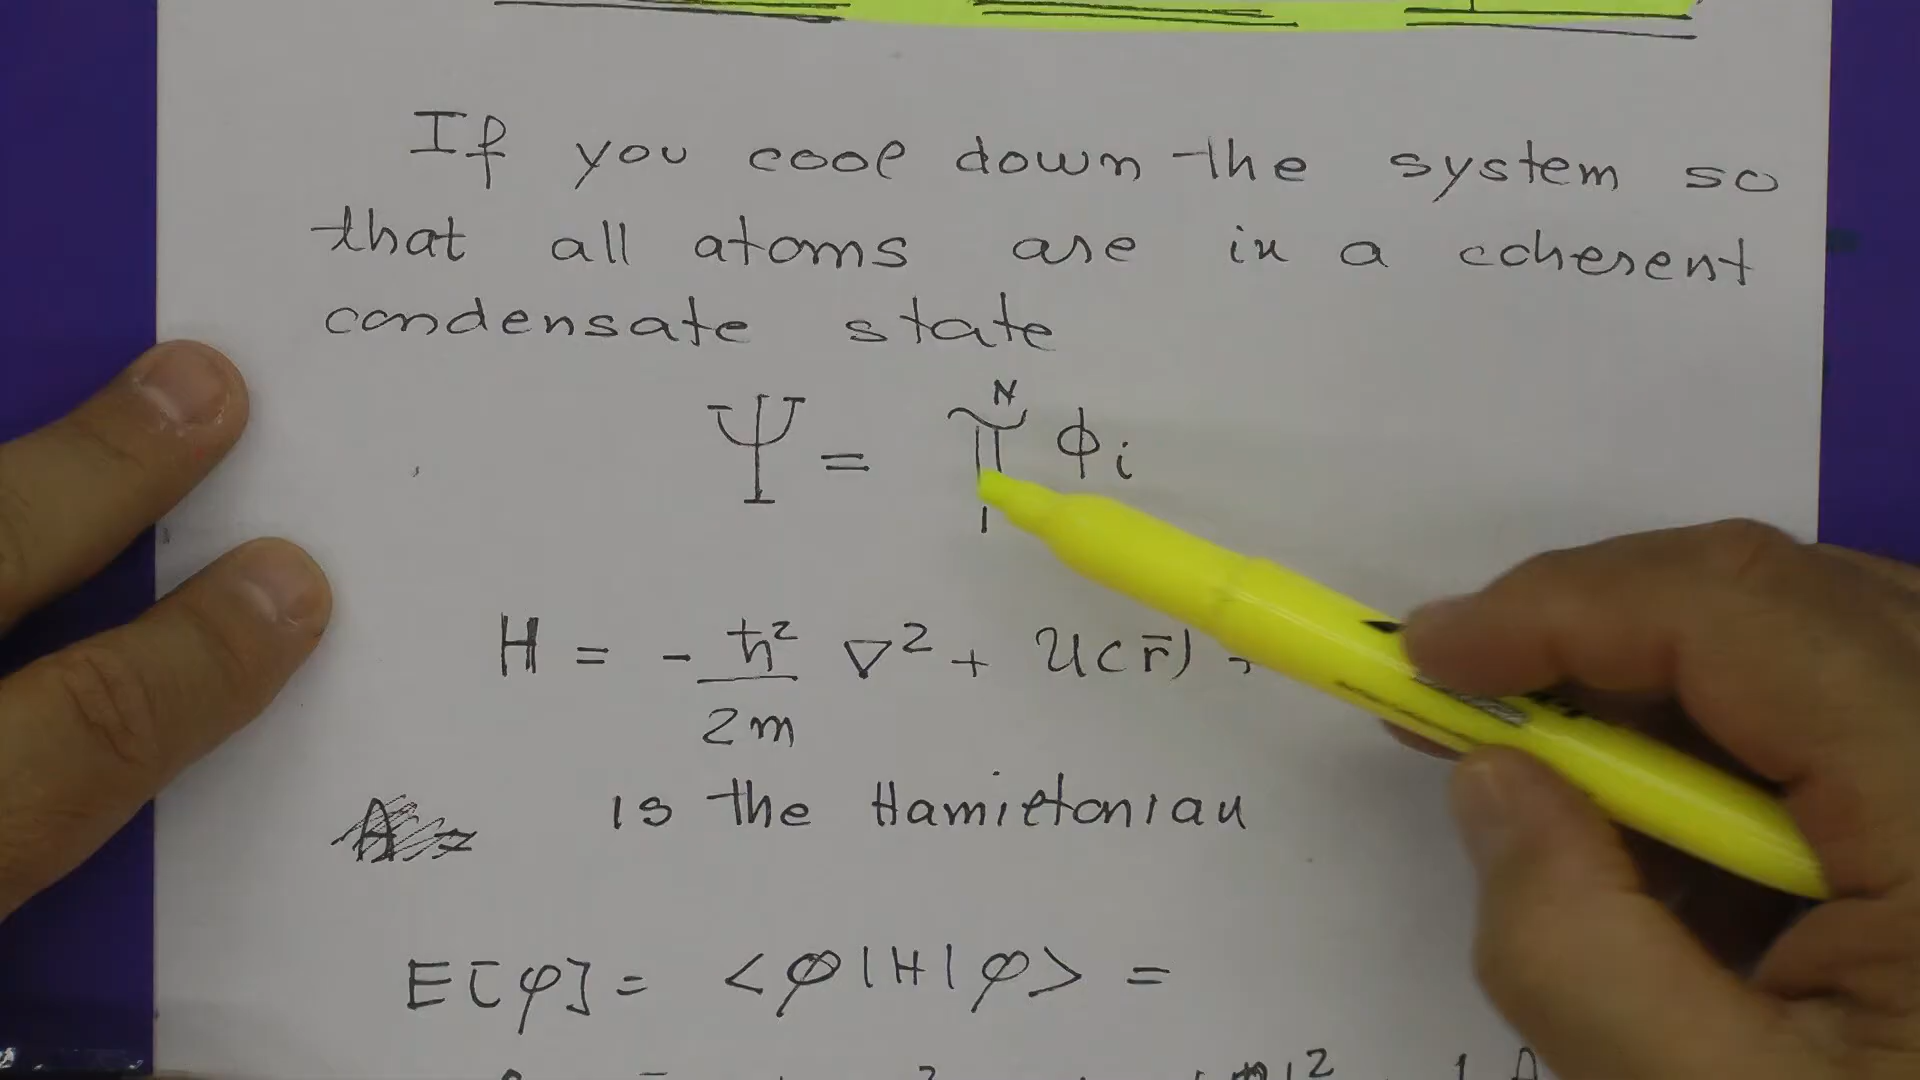 If you cool down the system so
that all atoms are in a coherent
condensate state
Ψ = ∏ N 1 ϕi
H = - ħ² / 2m ∇² + U(r̄) +
is the Hamiltonian
E[φ] = <φ|H|φ> =